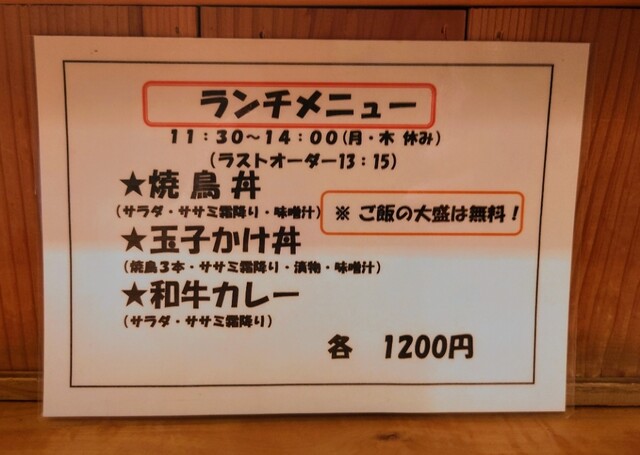 ランチメニュー
11：30～14：00(月・木 休み)
(ラストオーダー13：15)
★焼鳥丼
(サラダ・ササミ霜降り・味噌汁)
※ ご飯の大盛は無料！
★玉子かけ丼
(焼鳥3本・ササミ霜降り・漬物・味噌汁)
★和牛カレー
(サラダ・ササミ霜降り)
各 1200円